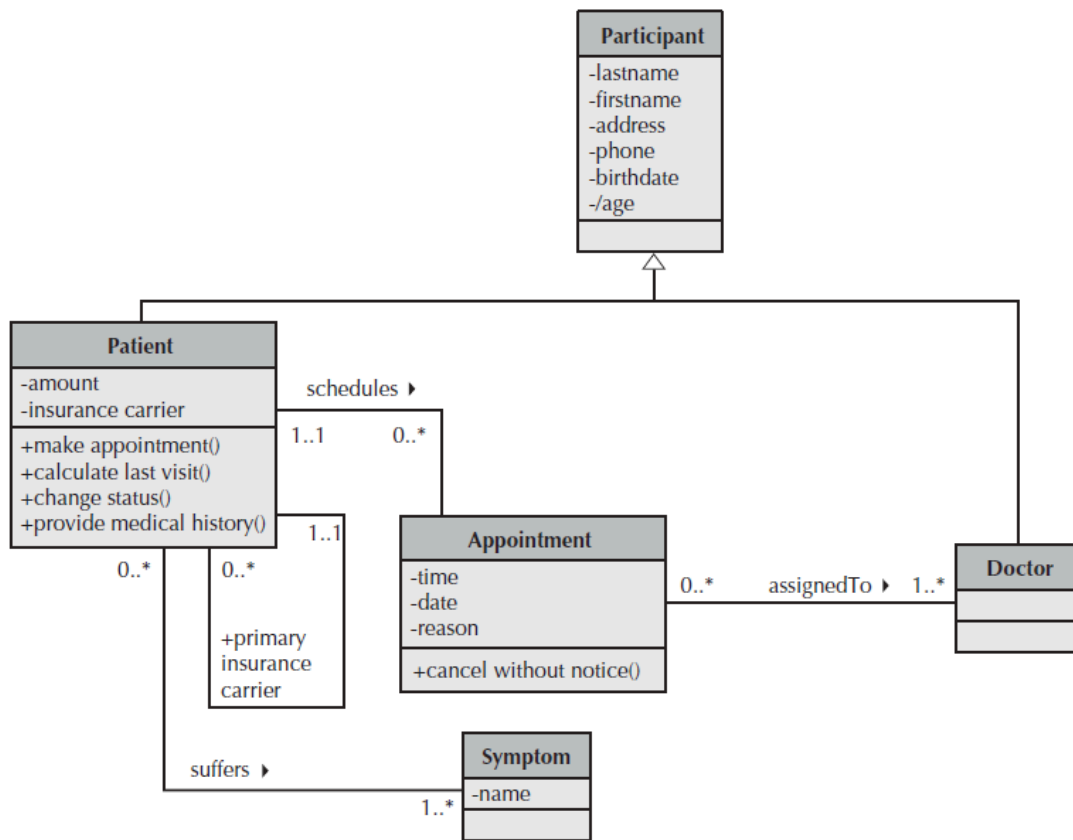 Participant
-lastname
-firstname
-address
-phone
-birthdate
-/age
Patient
-amount
-insurance carrier
+make appointment()
+calculate last visit()
+change status()
+provide medical history()
schedules
1..1
0..*
1..1
0..*
0..*
+primary
insurance
carrier
Appointment
-time
-date
-reason
+cancel without notice()
0..*
assignedTo
1..*
Doctor
suffers
1..*
Symptom
-name